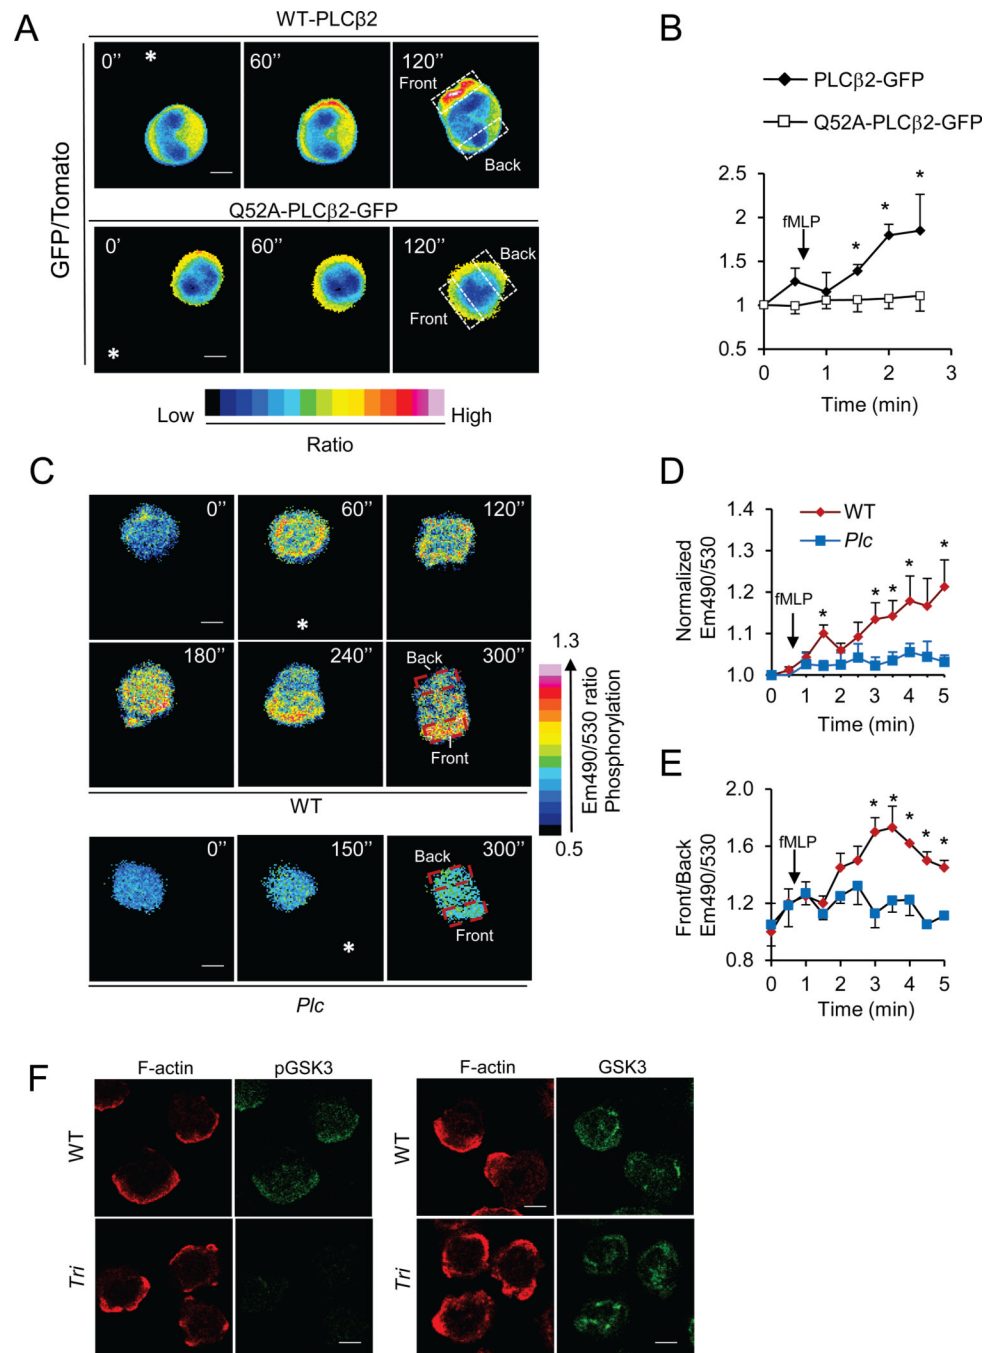 A
WT-PLCβ2
GFP/Tomato
0’’
*
60’’
120’’
Front
Back
Q52A-PLCβ2-GFP
0’
*
60’’
120’’
Back
Front
Low
High
Ratio
B
PLCβ2-GFP
Q52A-PLCβ2-GFP
2.5
2
1.5
1
0.5
fMLP
*
*
*
0
1
2
3
Time (min)
C
0’’
60’’
*
120’’
180’’
240’’
300’’
Back
Front
WT
0’’
150’’
*
300’’
Back
Front
Plc
1.3
Em490/530 ratio
Phosphorylation
0.5
D
WT
Plc
Normalized
Em490/530
1.4
1.3
1.2
1.1
1.0
fMLP
*
*
*
*
*
0
1
2
3
4
5
Time (min)
E
Front/Back
Em490/530
2.0
1.6
1.2
0.8
fMLP
*
*
*
*
*
0
1
2
3
4
5
Time (min)
F
F-actin
pGSK3
F-actin
GSK3
WT
WT
Tri
Tri